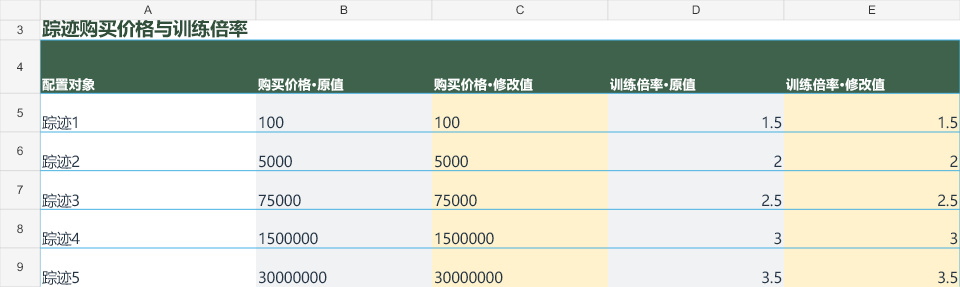 A B C D E
3 踪迹购买价格与训练倍率
4 配置对象 购买价格·原值 购买价格·修改值 训练倍率·原值 训练倍率·修改值
5 踪迹1 100 100 1.5 1.5
6 踪迹2 5000 5000 2 2
7 踪迹3 75000 75000 2.5 2.5
8 踪迹4 1500000 1500000 3 3
9 踪迹5 30000000 30000000 3.5 3.5